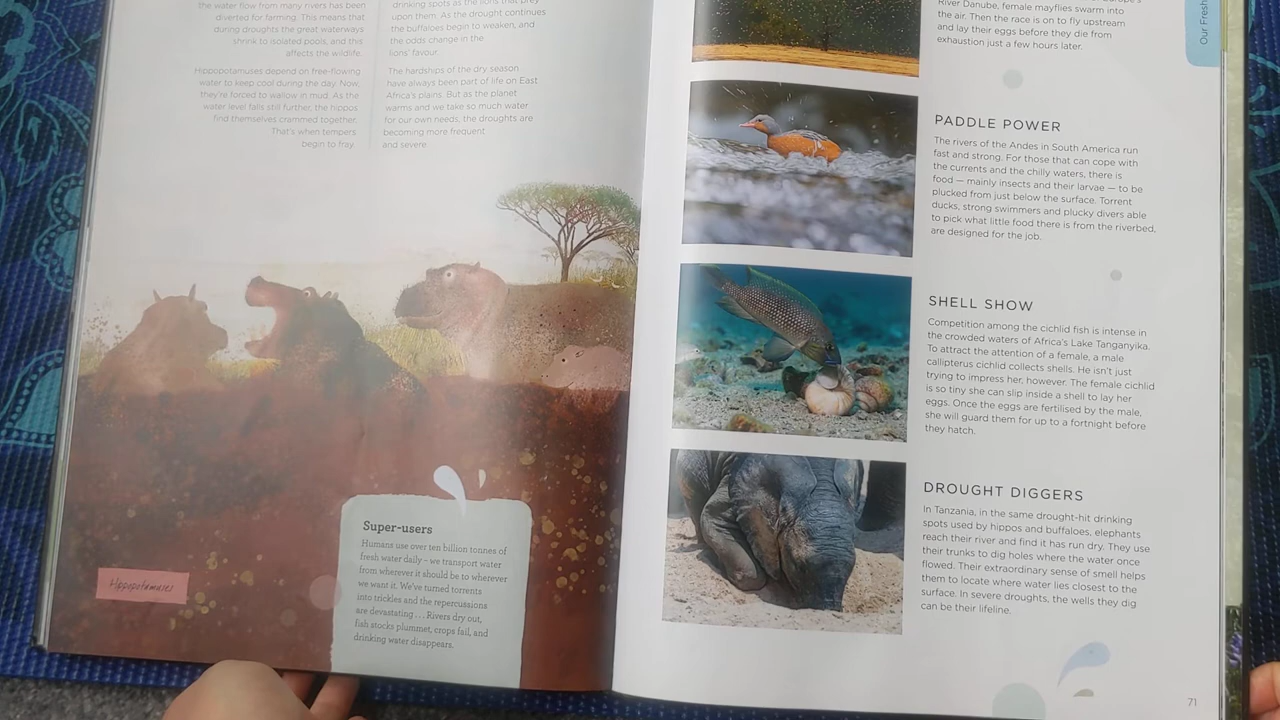 the water flow from many rivers has been
diverted for farming. This means that
during droughts the great waterways
shrink to isolated pools, and this
affects the wildlife.
Hippopotamuses depend on free-flowing
water to keep cool during the day. Now,
they're forced to wallow in mud. As the
water level falls still further, the hippos
find themselves crammed together.
That's when tempers
begin to fray.
drinking spots as the lions that prey
upon them. As the drought continues
the buffaloes begin to weaken, and
the odds change in the
lions' favour.
The hardships of the dry season
have always been part of life on East
Africa's plains. But as the planet
warms and we take so much water
for our own needs, the droughts are
becoming more frequent
and severe.
Hippopotamuses
Super-users
Humans use over ten billion tonnes of
fresh water daily – we transport water
from wherever it should be to wherever
we want it. We've turned torrents
into trickles and the repercussions
are devastating . . . Rivers dry out,
fish stocks plummet, crops fail, and
drinking water disappears.
River Danube, female mayflies swarm into
the air. Then the race is on to fly upstream
and lay their eggs before they die from
exhaustion just a few hours later.
Our Fresh
PADDLE POWER
The rivers of the Andes in South America run
fast and strong. For those that can cope with
the currents and the chilly waters, there is
food — mainly insects and their larvae — to be
plucked from just below the surface. Torrent
ducks, strong swimmers and plucky divers able
to pick what little food there is from the riverbed,
are designed for the job.
SHELL SHOW
Competition among the cichlid fish is intense in
the crowded waters of Africa's Lake Tanganyika.
To attract the attention of a female, a male
callipterus cichlid collects shells. He isn't just
trying to impress her, however. The female cichlid
is so tiny she can slip inside a shell to lay her
eggs. Once the eggs are fertilised by the male,
she will guard them for up to a fortnight before
they hatch.
DROUGHT DIGGERS
In Tanzania, in the same drought-hit drinking
spots used by hippos and buffaloes, elephants
reach their river and find it has run dry. They use
their trunks to dig holes where the water once
flowed. Their extraordinary sense of smell helps
them to locate where water lies closest to the
surface. In severe droughts, the wells they dig
can be their lifeline.
71